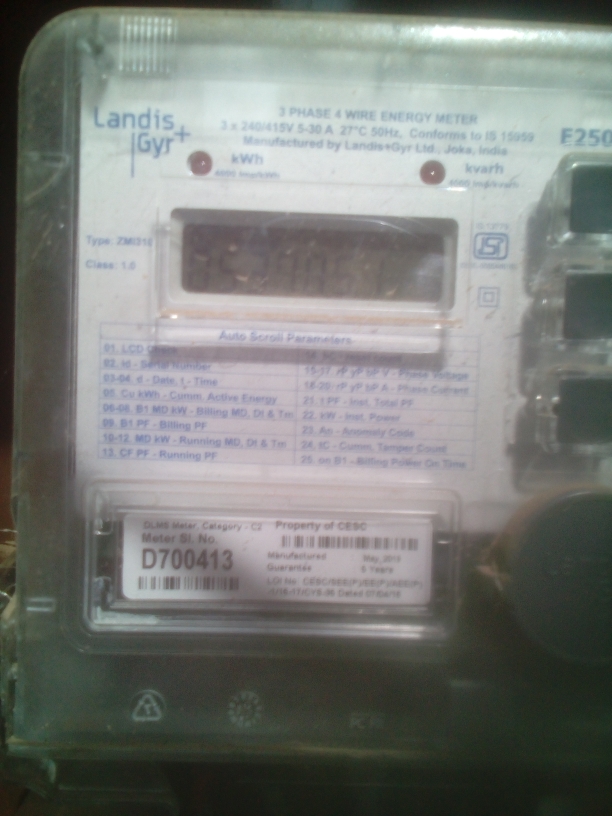 Landis
Gyr+
3 PHASE 4 WIRE ENERGY METER
3 x 240/415V 5-30 A 27°C 50Hz, Conforms to IS 15959
Manufactured by Landis+Gyr Ltd., Joka, India
E250
kWh
kvarh
Class: 1.0
Auto Scroll Parameters
01. LCD
02. Id - Serial Number
03-04. d - Date, t - Time
05. Cu kWh - Cumm. Active Energy
06-08. B1 MD kW - Billing MD, Dt & Tm
09. B1 PF - Billing PF
10-12. MD kW - Running MD, Dt & Tm
13. CF PF - Running PF
15-17. rP yP bP V - Phase Voltage
18-20. rP yP bP A - Phase Current
21. t PF - Inst. Total PF
22. kW - Inst. Power
23. Ac - Anomaly Code
24. tC - Cumm. Tamper Count
25. on B1 - Billing Power On Time
DLMS Meter, Category - C2
Property of CESC
Meter Sl. No.
D700413
Manufactured
Guarantee 5 Years